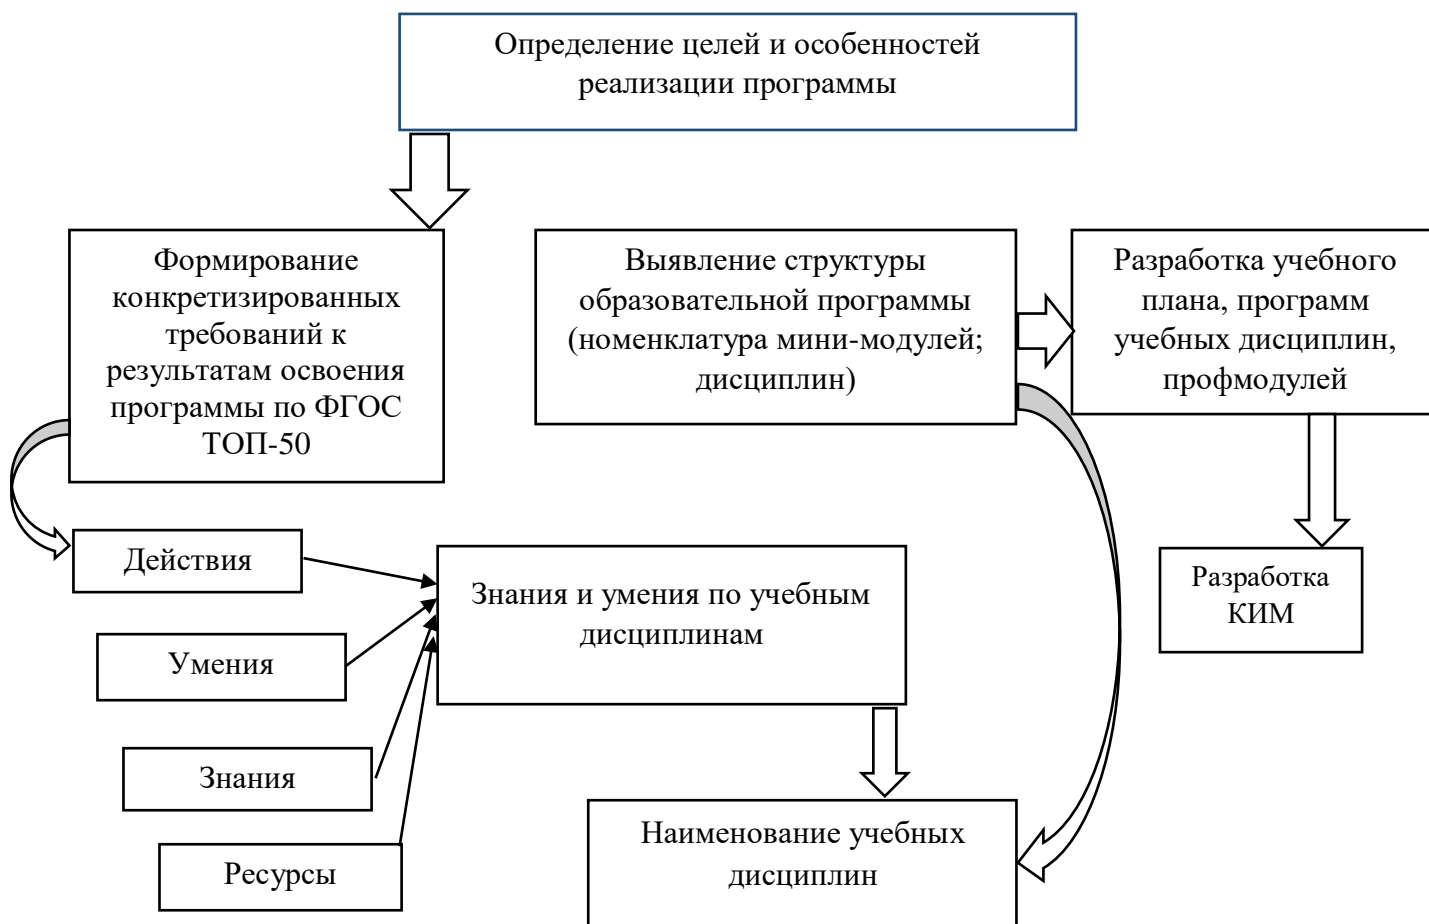 Определение целей и особенностей
реализации программы
Формирование
конкретизированных
требований к
результатам освоения
программы по ФГОС
ТОП-50
Выявление структуры
образовательной программы
(номенклатура мини-модулей;
дисциплин)
Разработка учебного
плана, программ
учебных дисциплин,
профмодулей
Действия
Умения
Знания
Ресурсы
Знания и умения по учебным
дисциплинам
Разработка
КИМ
Наименование учебных
дисциплин